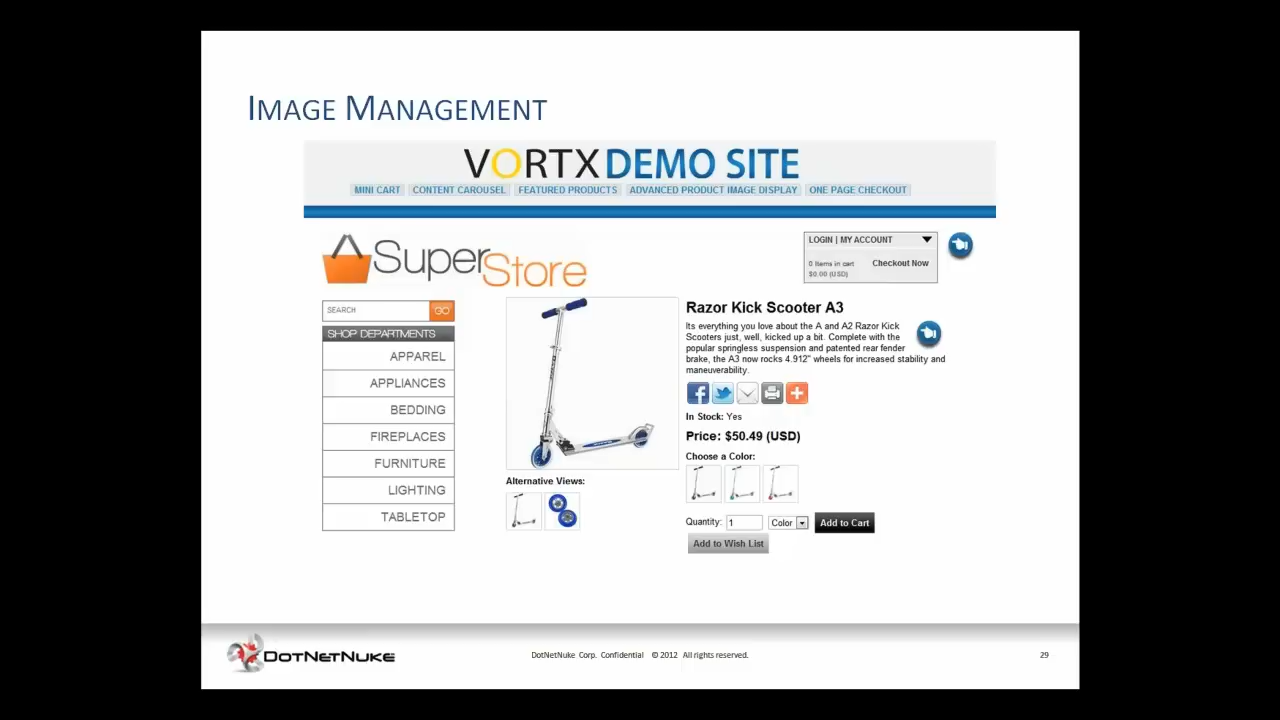 IMAGE MANAGEMENT
VORTX DEMO SITE
MINI CART CONTENT CAROUSEL FEATURED PRODUCTS ADVANCED PRODUCT IMAGE DISPLAY ONE PAGE CHECKOUT
SuperStore
LOGIN | MY ACCOUNT
0 Items in cart
Checkout Now
$0.00 (USD)
SEARCH GO
SHOP DEPARTMENTS
APPAREL
APPLIANCES
BEDDING
FIREPLACES
FURNITURE
LIGHTING
TABLETOP
Alternative Views:
Razor Kick Scooter A3
Its everything you love about the A and A2 Razor Kick
Scooters just, well, kicked up a bit. Complete with the
popular springless suspension and patented rear fender
brake, the A3 now rocks 4.912" wheels for increased stability and
maneuverability.
In Stock: Yes
Price: $50.49 (USD)
Choose a Color:
Quantity: 1 Color Add to Cart
Add to Wish List
DOTNETNUKE
DotNetNuke Corp. Confidential © 2012 All rights reserved.
29